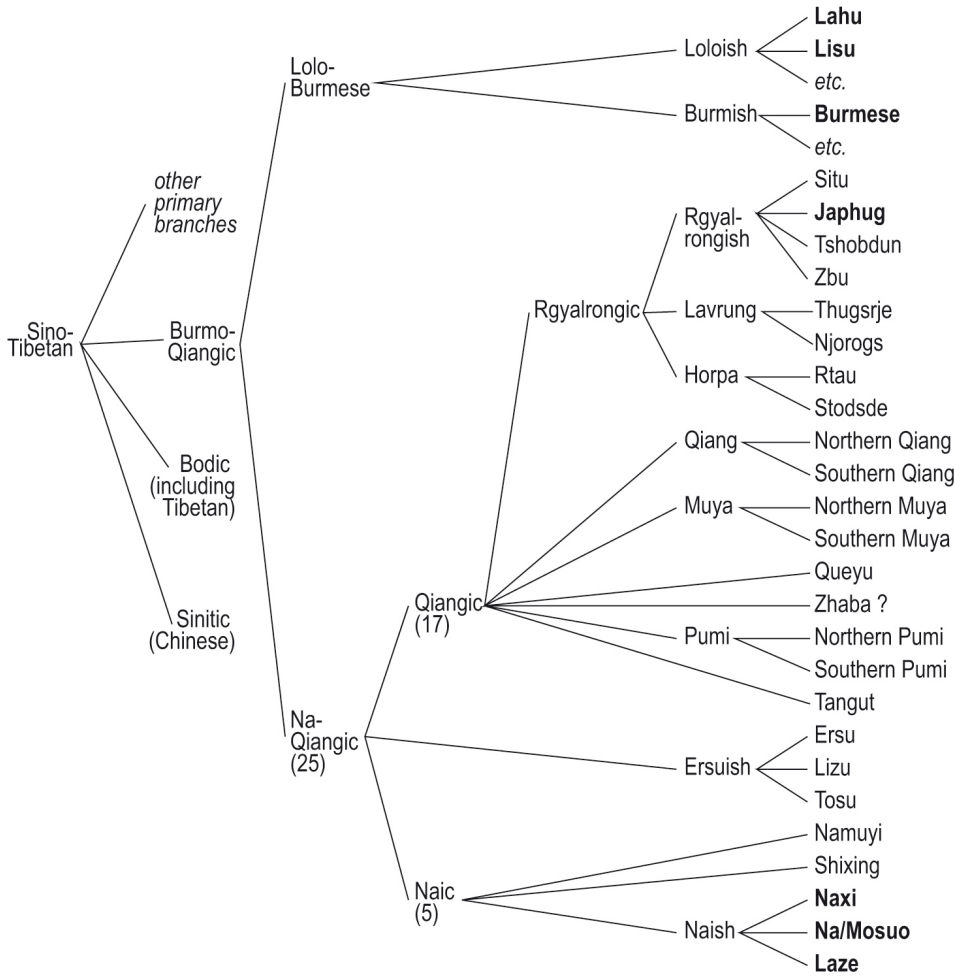 Sino-
Tibetan
other
primary
branches
Burmo-
Qiangic
Bodic
(including
Tibetan)
Sinitic
(Chinese)
Lolo-
Burmese
Loloish
Lahu
Lisu
etc.
Burmish
Burmese
etc.
Na-
Qiangic
(25)
Qiangic
(17)
Rgyalrongic
Rgyal-
rongish
Situ
Japhug
Tshobdun
Zbu
Lavrung
Thugsrje
Njorogs
Horpa
Rtau
Stodsde
Qiang
Northern Qiang
Southern Qiang
Muya
Northern Muya
Southern Muya
Queyu
Zhaba ?
Pumi
Northern Pumi
Southern Pumi
Tangut
Ersuish
Ersu
Lizu
Tosu
Naic
(5)
Namuyi
Shixing
Naish
Naxi
Na/Mosuo
Laze